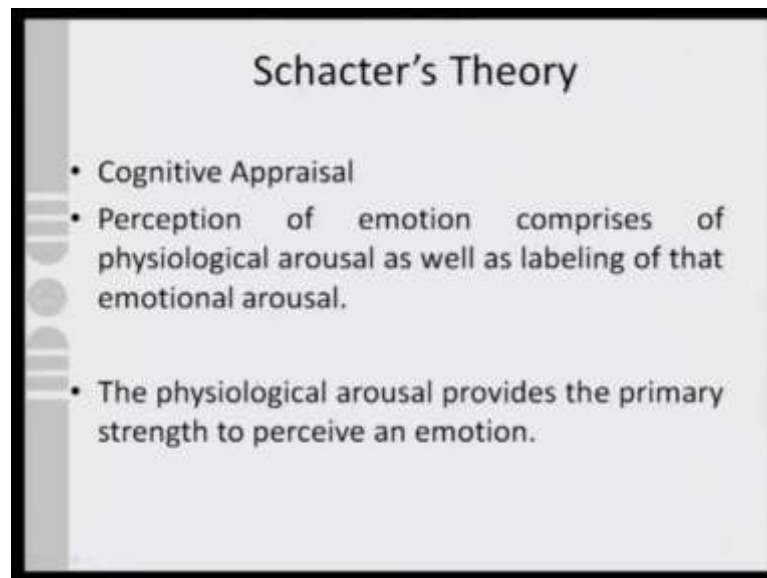 Schacter's Theory
• Cognitive Appraisal
• Perception of emotion comprises of
physiological arousal as well as labeling of that
emotional arousal.
• The physiological arousal provides the primary
strength to perceive an emotion.